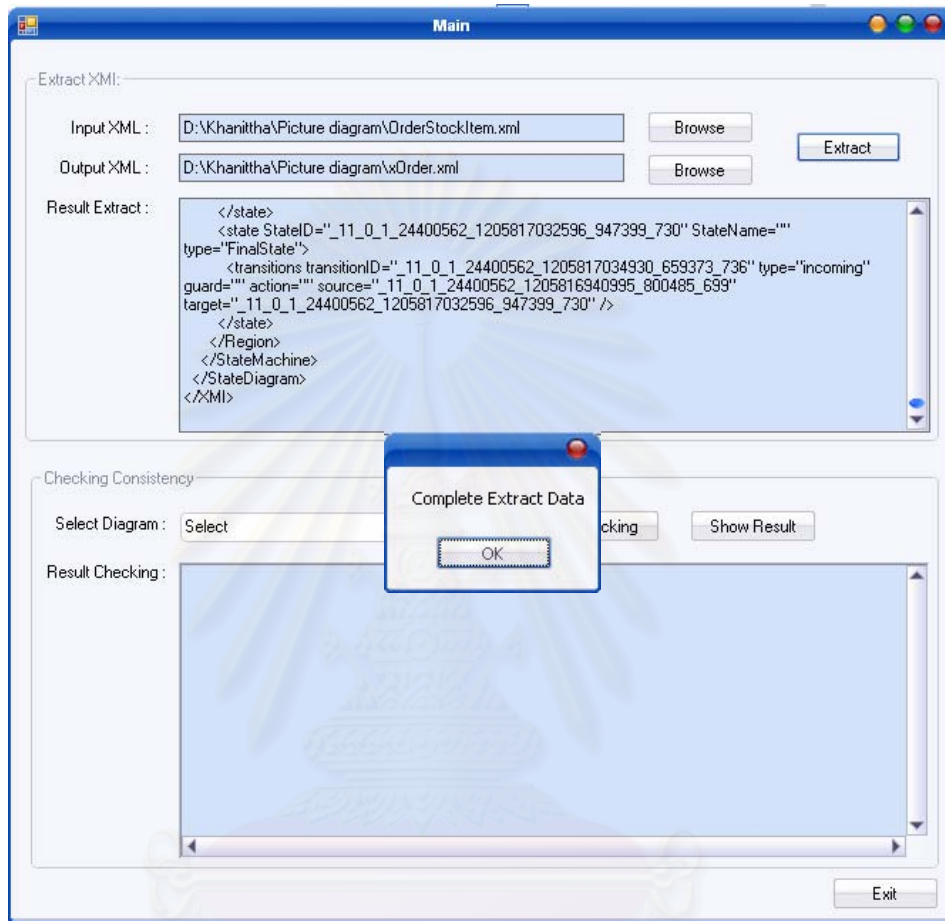 Main
Extract XMI:
Input XML :
D:\Khanittha\Picture diagram\OrderStockItem.xml
Browse
Extract
Output XML :
D:\Khanittha\Picture diagram\xOrder.xml
Browse
Result Extract :
</state>
<state StateID="_11_0_1_24400562_1205817032596_947399_730" StateName=""
type="FinalState">
<transitions transitionID="_11_0_1_24400562_1205817034930_659373_736" type="incoming"
guard="" action="" source="_11_0_1_24400562_1205816940995_800485_699"
target="_11_0_1_24400562_1205817032596_947399_730" />
</state>
</Region>
</StateMachine>
</StateDiagram>
</XMI>
Checking Consistency
Complete Extract Data
OK
Select Diagram :
Select
cking
Show Result
Result Checking :
Exit